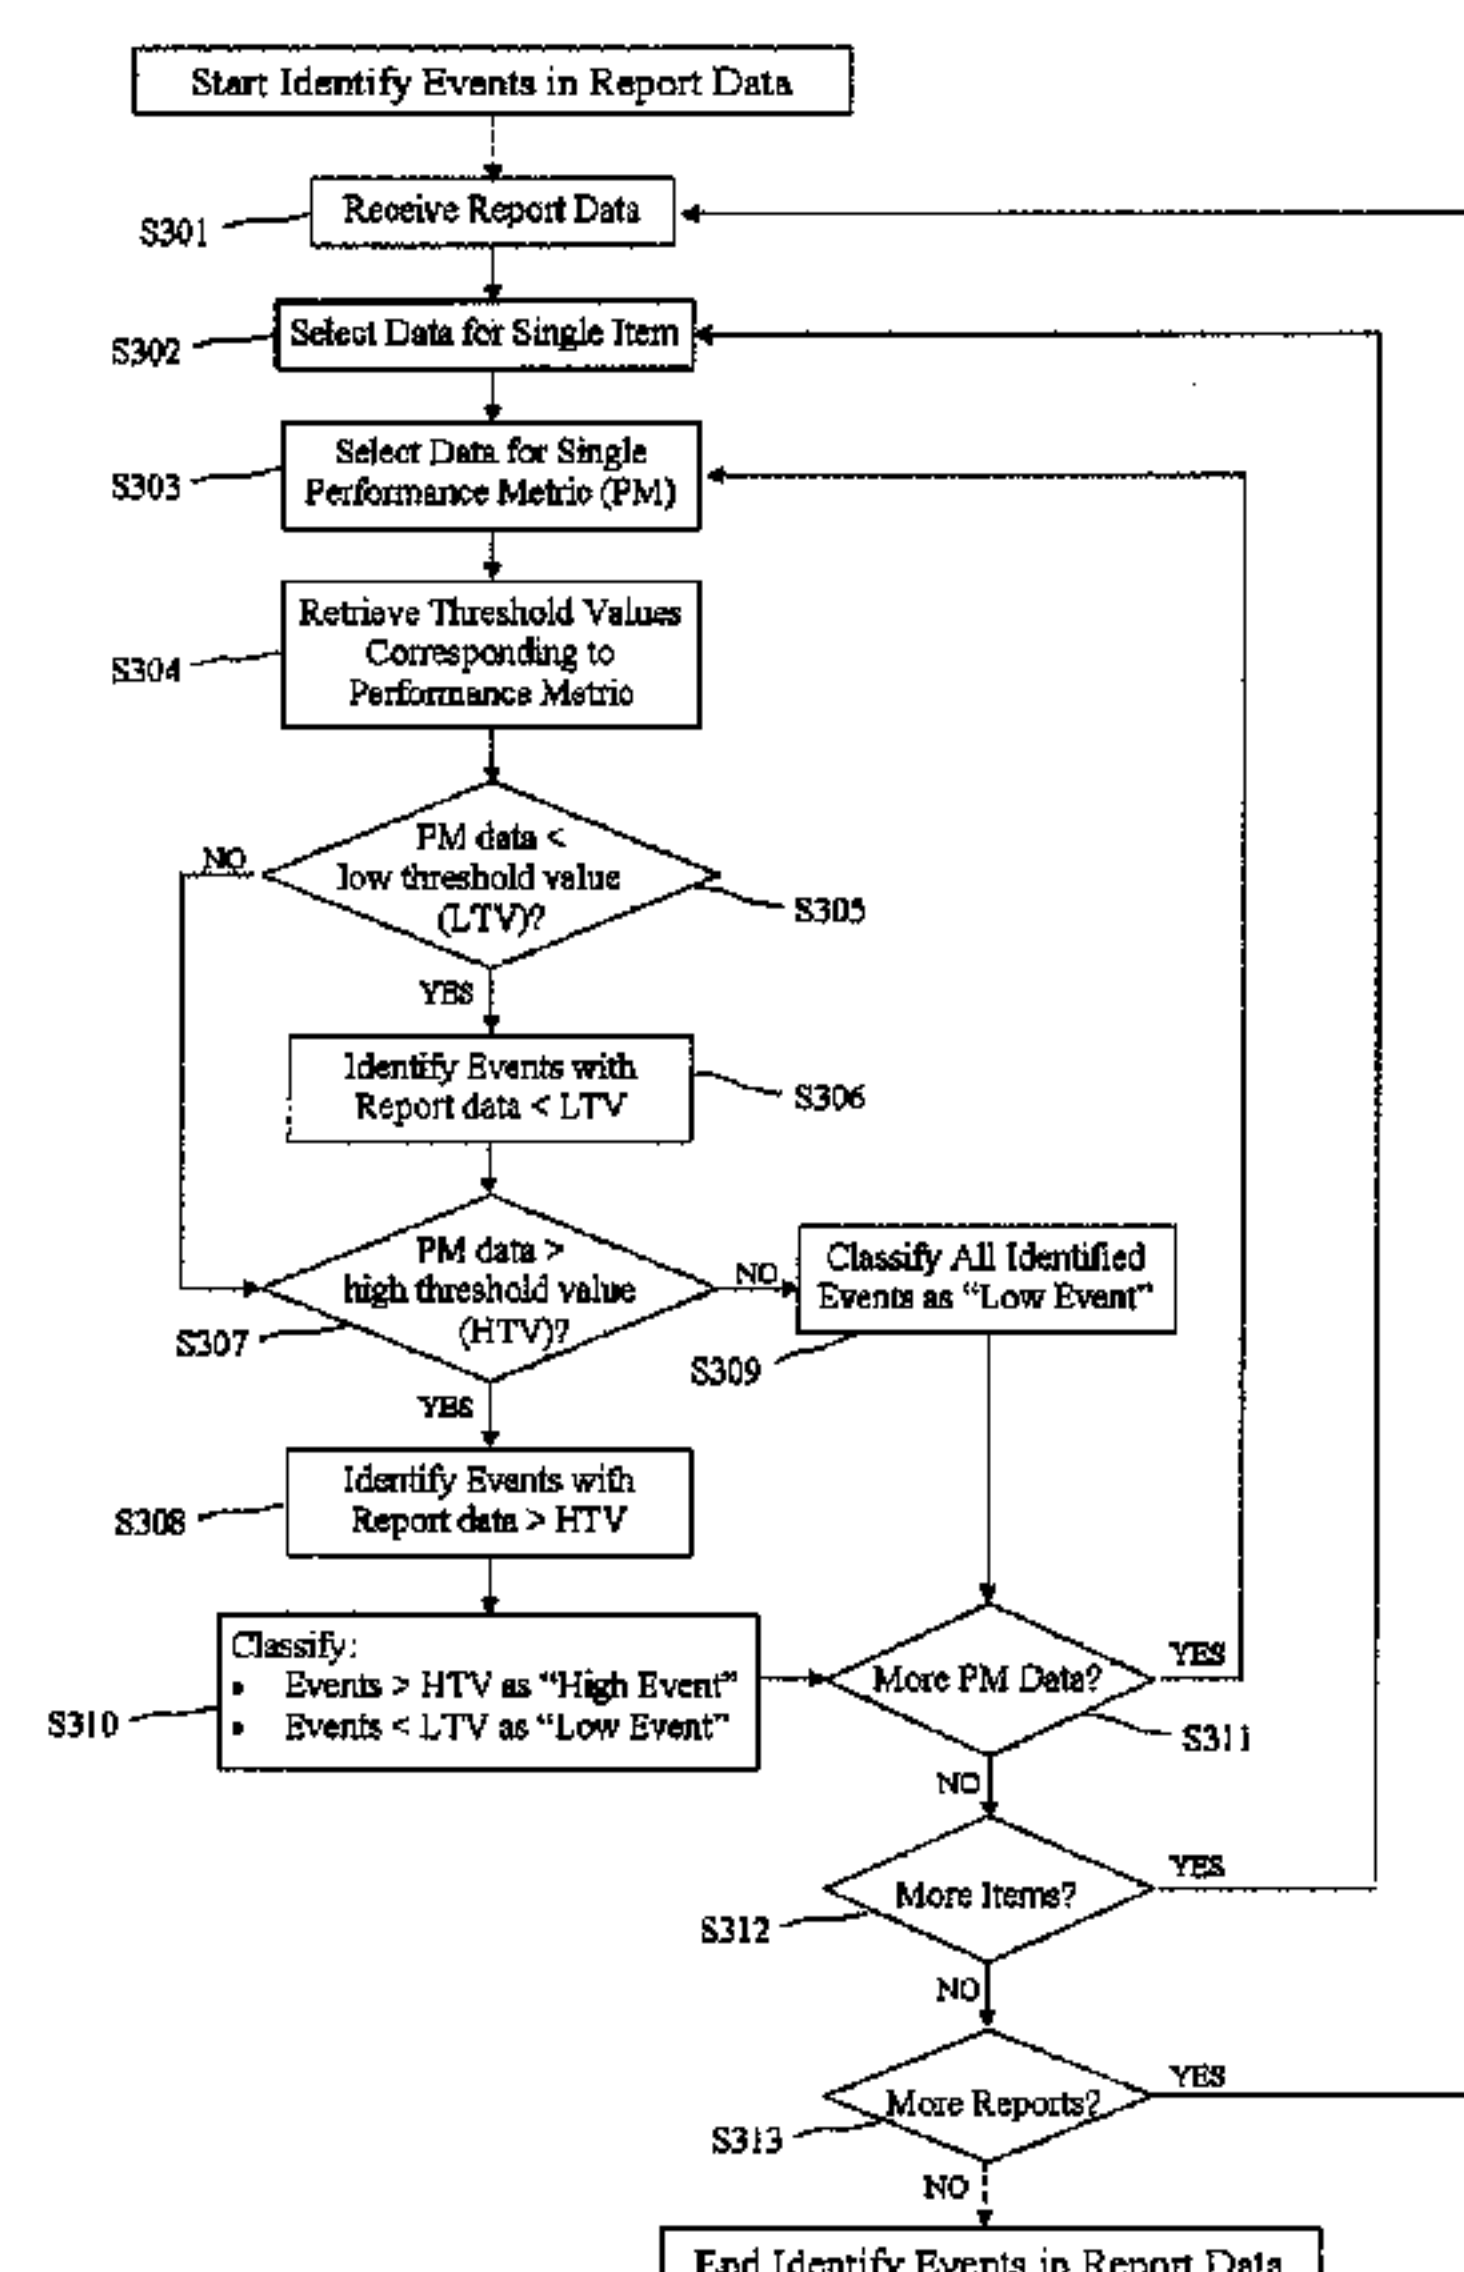 Start Identify Events in Report Data
Receive Report Data
S301
Select Data for Single Item
S302
Select Data for Single
Performance Metric (PM)
S303
Retrieve Threshold Values
Corresponding to
Performance Metric
S304
PM data <
low threshold value
(LTV)?
NO
S305
YES
Identify Events with
Report data < LTV
S306
PM data >
high threshold value
(HTV)?
S307
NO
Classify All Identified
Events as "Low Event"
S309
YES
Identify Events with
Report data > HTV
S308
Classify:
• Events > HTV as "High Event"
• Events < LTV as "Low Event"
S310
More PM Data?
YES
S311
NO
More Items?
YES
S312
NO
More Reports?
YES
S313
NO
End Identify Events in Report Data